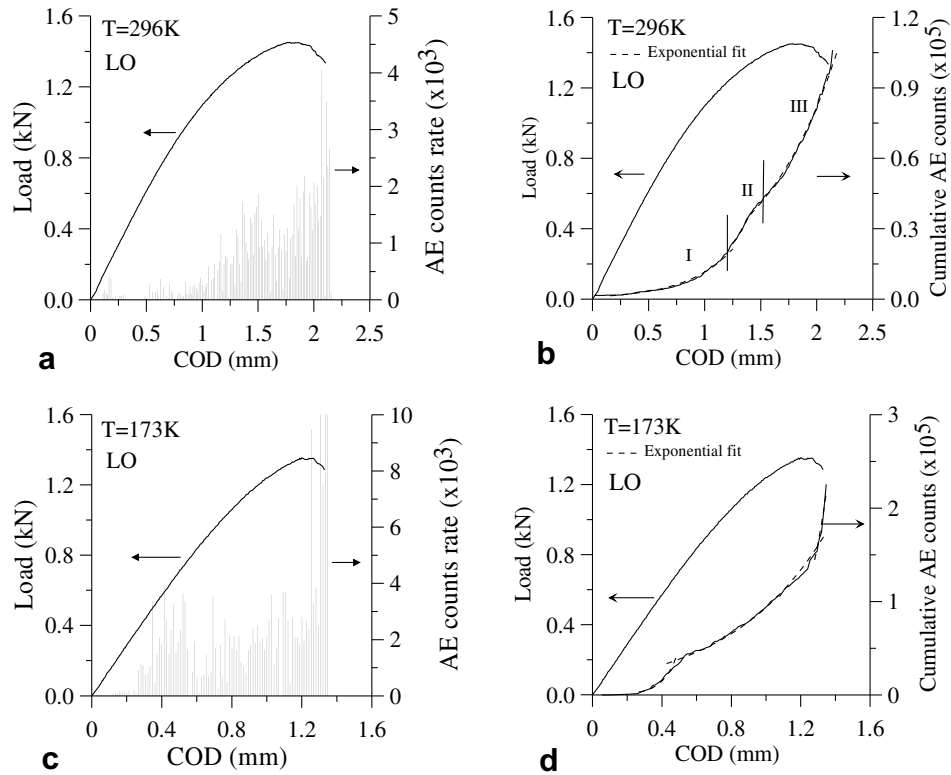 T=296K
LO
Load (kN)
1.6
1.2
0.8
0.4
0.0
0
0.5
1
1.5
2
2.5
COD (mm)
5
4
3
2
1
0
AE counts rate (x10³)
a
T=296K
Exponential fit
LO
Load (kN)
1.6
1.2
0.8
0.4
0.0
I
II
III
0
0.5
1
1.5
2
2.5
COD (mm)
1.2
0.9
0.6
0.3
0.0
Cumulative AE counts (x10⁵)
b
T=173K
LO
Load (kN)
1.6
1.2
0.8
0.4
0.0
0
0.4
0.8
1.2
1.6
COD (mm)
10
8
6
4
2
0
AE counts rate (x10³)
c
T=173K
Exponential fit
LO
Load (kN)
1.6
1.2
0.8
0.4
0.0
0
0.4
0.8
1.2
1.6
COD (mm)
3
2
1
0
Cumulative AE counts (x10⁵)
d